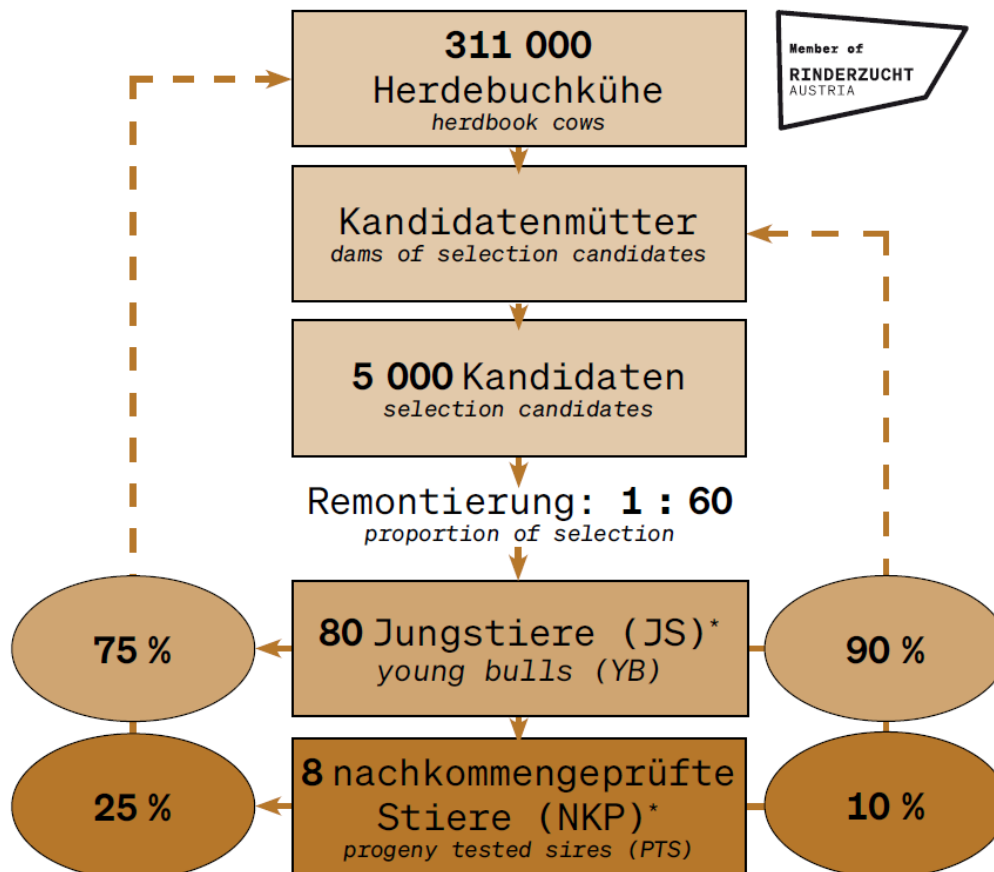 311 000
Herdebuchkühe
herdbook cows
Member of
RINDERZUCHT
AUSTRIA
Kandidatenmütter
dams of selection candidates
5 000 Kandidaten
selection candidates
Remontierung: 1 : 60
proportion of selection
75 %
80 Jungstiere (JS)*
young bulls (YB)
90 %
25 %
8 nachkommengeprüfte
Stiere (NKP)*
progeny tested sires (PTS)
10 %